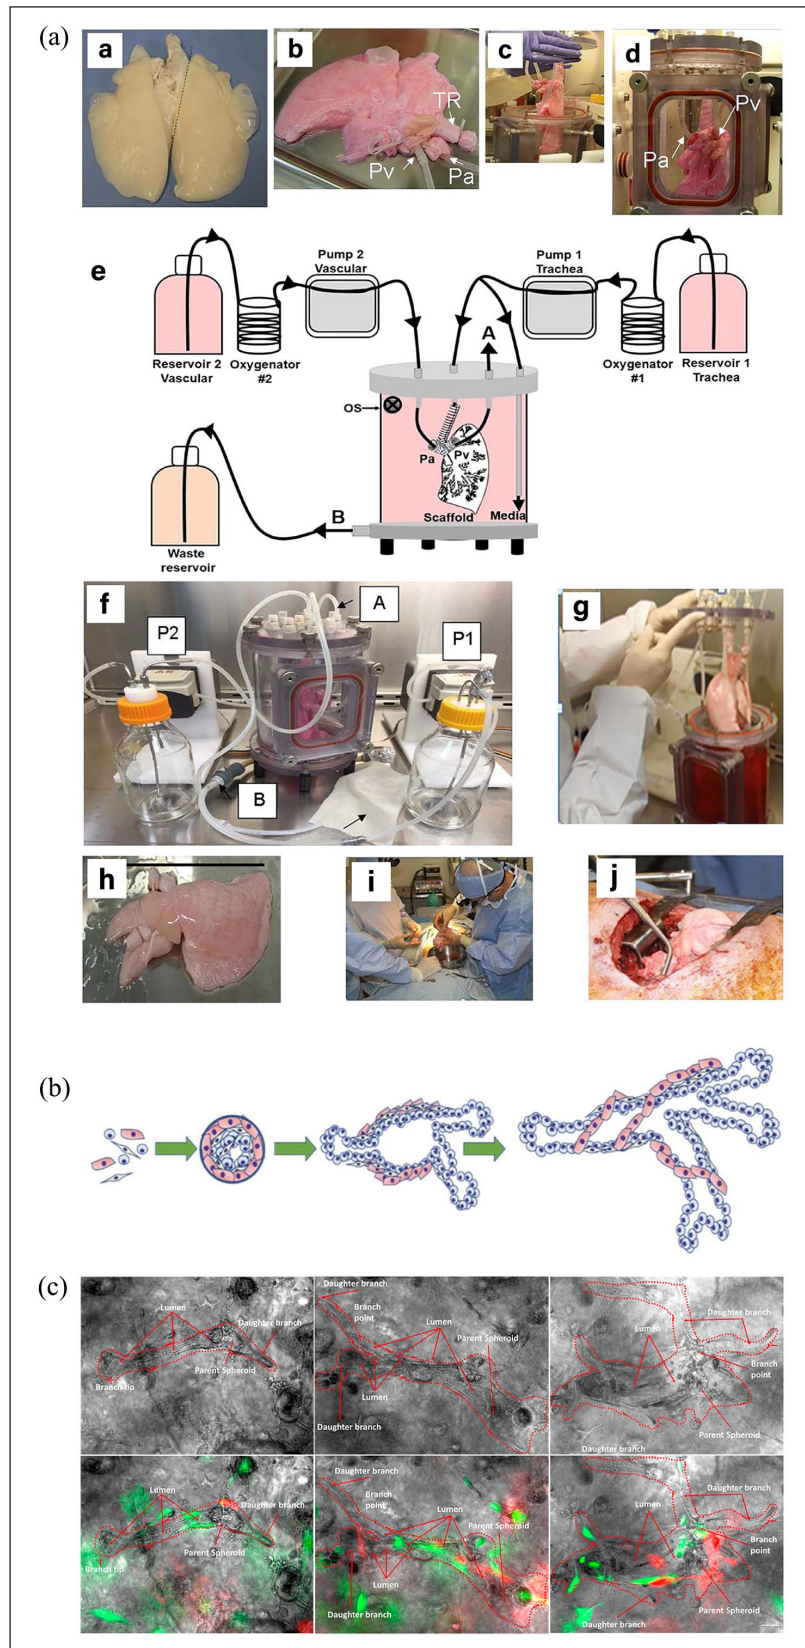 (a)
a
b
TR
Pv
Pa
c
d
Pv
Pa
e
Pump 2
Vascular
Pump 1
Trachea
A
Reservoir 2
Vascular
Oxygenator
#2
Oxygenator
#1
Reservoir 1
Trachea
OS
Pa
Pv
Scaffold
Media
B
Waste
reservoir
f
A
P2
P1
B
g
h
i
j
(b)
(c)
Lumen
Daughter branch
Parent Spheroid
Branch tip
Daughter branch
Branch
point
Lumen
Parent Spheroid
Lumen
Daughter branch
Daughter branch
Lumen
Branch
point
Parent
Spheroid
Daughter branch
Lumen
Daughter branch
Parent Spheroid
Branch tip
Daughter branch
Branch
point
Lumen
Parent Spheroid
Lumen
Daughter branch
Daughter branch
Lumen
Branch
point
Parent Spheroid
Daughter branch